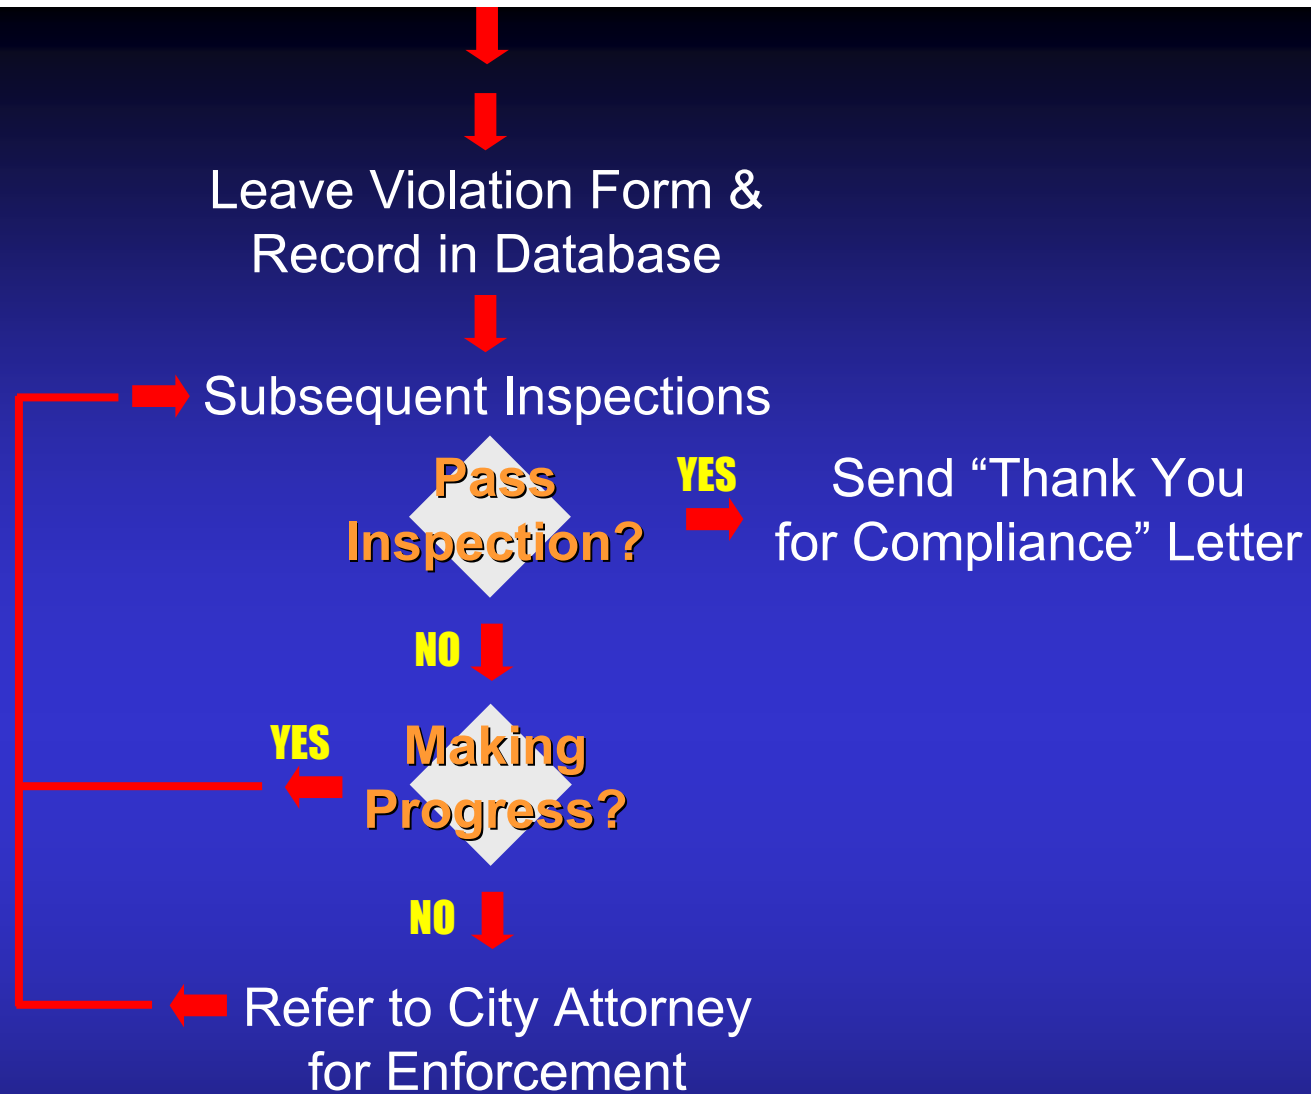 Leave Violation Form &
Record in Database
Subsequent Inspections
Pass
Inspection?
YES
Send “Thank You
for Compliance” Letter
NO
YES
Making
Progress?
NO
Refer to City Attorney
for Enforcement